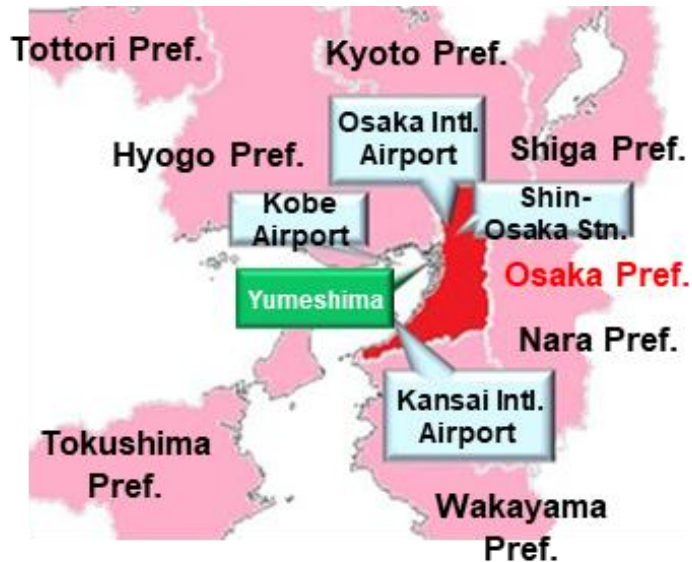 Tottori Pref.
Kyoto Pref.
Osaka Intl.
Airport
Hyogo Pref.
Shiga Pref.
Kobe
Airport
Shin-
Osaka Stn.
Yumeshima
Osaka Pref.
Nara Pref.
Kansai Intl.
Airport
Tokushima
Pref.
Wakayama
Pref.